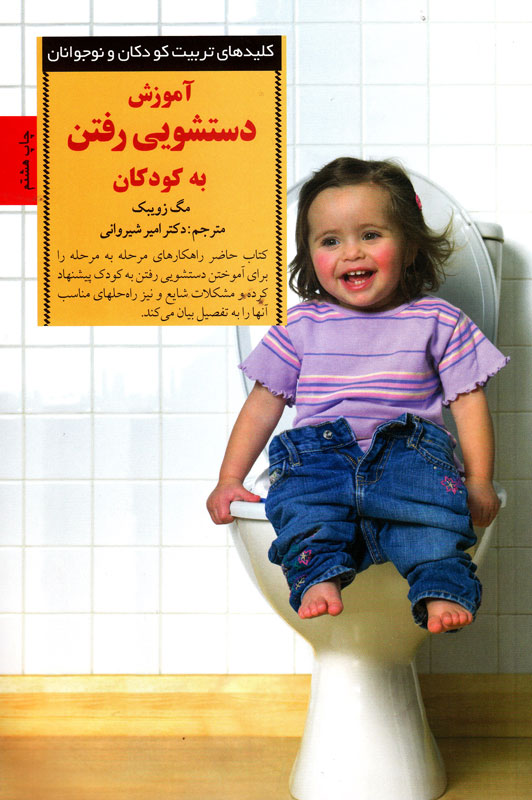 کلیدهای تربیت کودکان و نوجوانان
آموزش
دستشویی رفتن
به کودکان
مگ زویبک
مترجم: دکتر امیر شیروانی
کتاب حاضر راهکارهای مرحله به مرحله را
برای آموختن دستشویی رفتن به کودک پیشنهاد
کرده و مشکلات شایع و نیز راه‌حلهای مناسب
آنها را به تفصیل بیان می‌کند.
چاپ هشتم